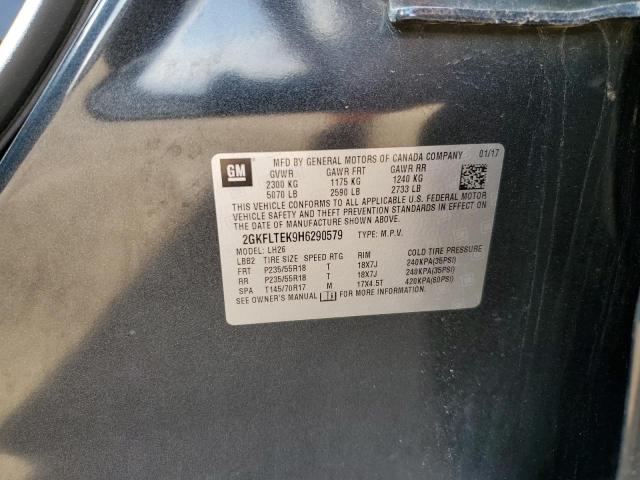 GM
MFD BY GENERAL MOTORS OF CANADA COMPANY 01/17
GVWR GAWR FRT GAWR RR
2300 KG 1175 KG 1240 KG
5070 LB 2590 LB 2733 LB
THIS VEHICLE CONFORMS TO ALL APPLICABLE U.S. FEDERAL MOTOR
VEHICLE SAFETY AND THEFT PREVENTION STANDARDS IN EFFECT ON
THE DATE OF MANUFACTURE SHOWN ABOVE.
2GKFLTEK9H6290579 TYPE: M.P.V.
MODEL: LH26
LBB2 TIRE SIZE SPEED RTG RIM COLD TIRE PRESSURE
FRT P235/55R18 T 18X7J 240KPA(35PSI)
RR P235/55R18 T 18X7J 240KPA(35PSI)
SPA T145/70R17 M 17X4.5T 420KPA(60PSI)
SEE OWNER'S MANUAL FOR MORE INFORMATION.